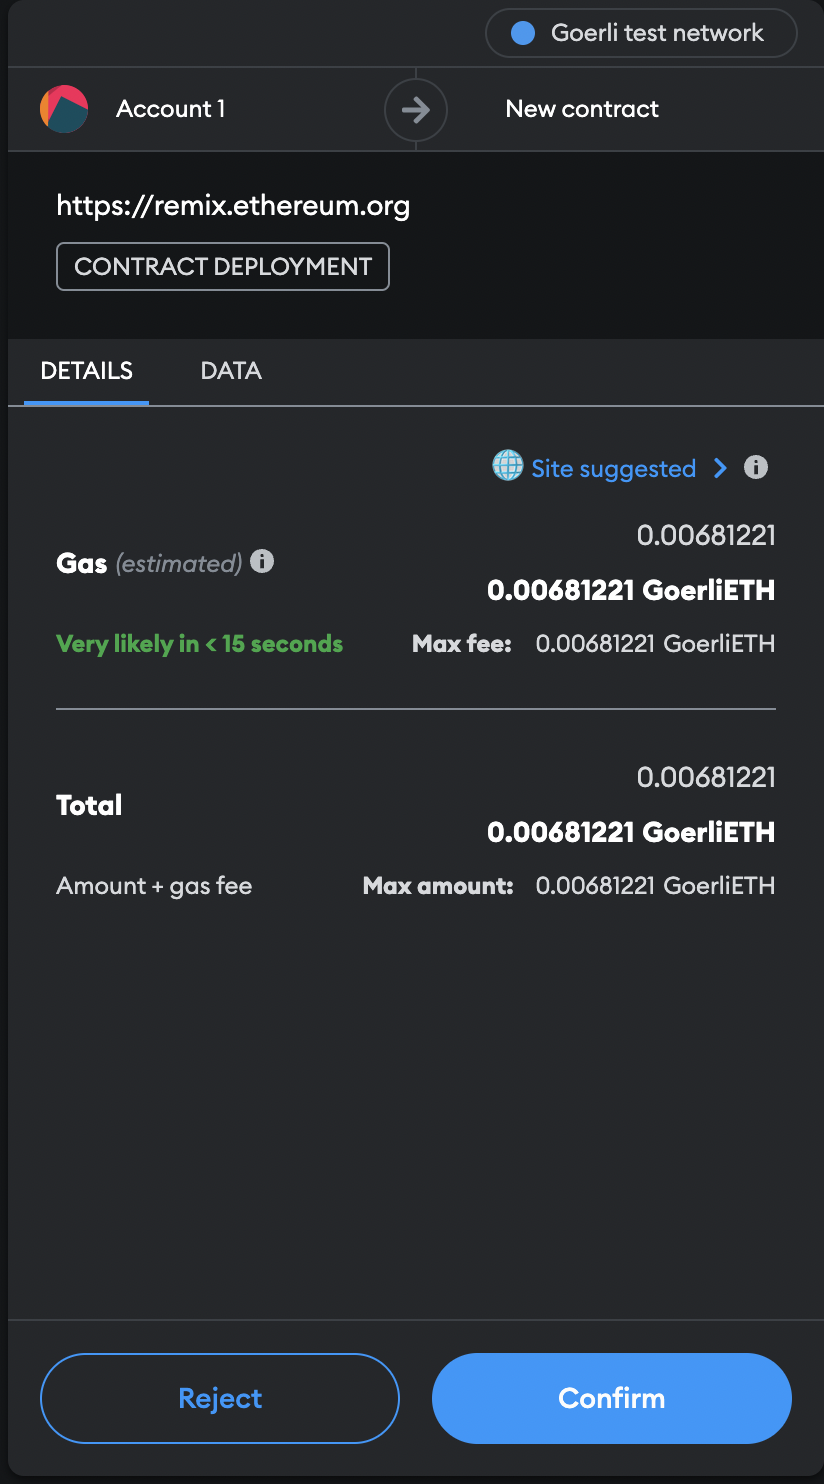 Goerli test network
Account 1
New contract
https://remix.ethereum.org
CONTRACT DEPLOYMENT
DETAILS
DATA
Site suggested
Gas (estimated)
0.00681221
0.00681221 GoerliETH
Very likely in < 15 seconds
Max fee: 0.00681221 GoerliETH
Total
0.00681221
0.00681221 GoerliETH
Amount + gas fee
Max amount: 0.00681221 GoerliETH
Reject
Confirm